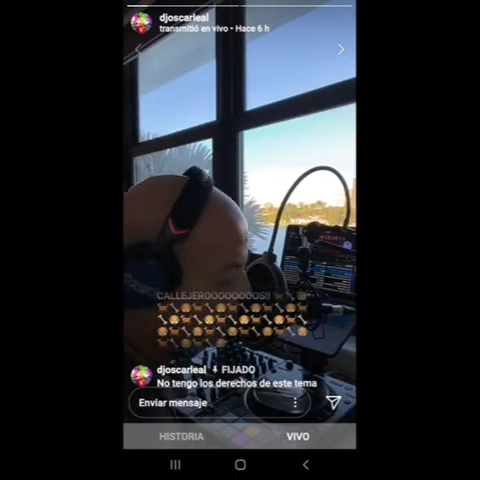 djoscarleal
transmitió en vivo • Hace 6 h
CALLEJEROOOOOOOOS!!
djoscarleal FIJADO
No tengo los derechos de este tema
Enviar mensaje
HISTORIA
VIVO